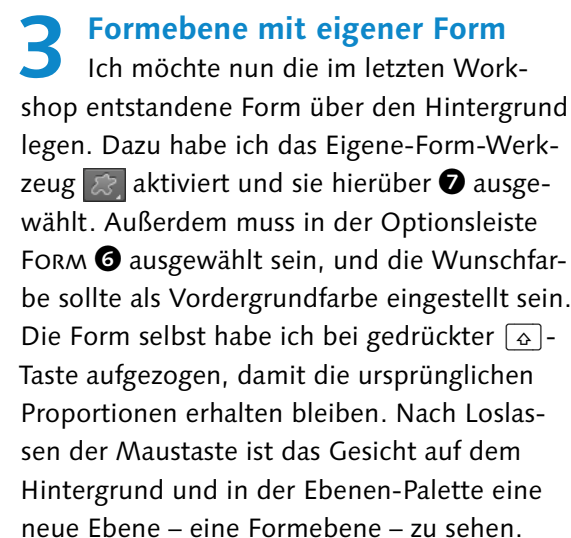 3 Formebene mit eigener Form
Ich möchte nun die im letzten Work-
shop entstandene Form über den Hintergrund
legen. Dazu habe ich das Eigene-Form-Werk-
zeug aktiviert und sie hierüber ❼ ausge-
wählt. Außerdem muss in der Optionsleiste
FORM ❻ ausgewählt sein, und die Wunschfar-
be sollte als Vordergrundfarbe eingestellt sein.
Die Form selbst habe ich bei gedrückter ⇧-
Taste aufgezogen, damit die ursprünglichen
Proportionen erhalten bleiben. Nach Loslas-
sen der Maustaste ist das Gesicht auf dem
Hintergrund und in der Ebenen-Palette eine
neue Ebene – eine Formebene – zu sehen.